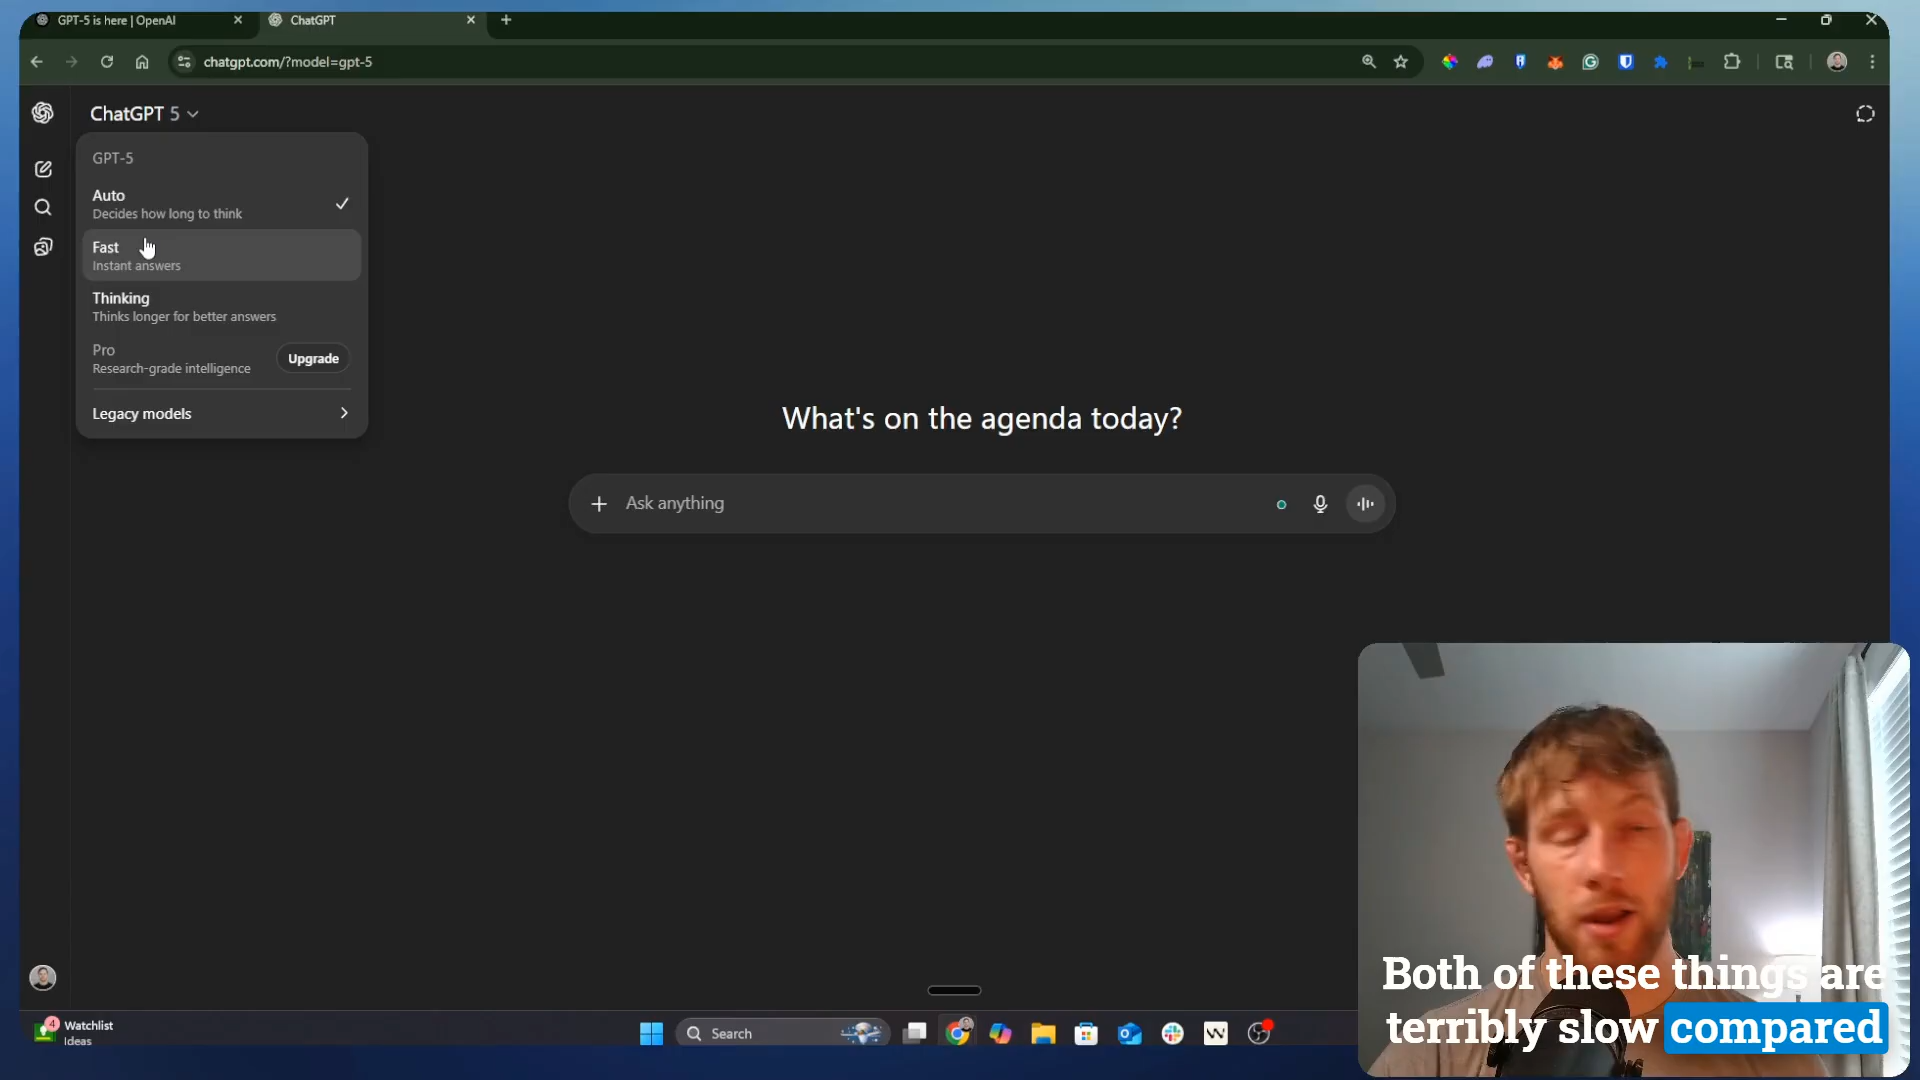 GPT-5 is here | OpenAI
ChatGPT
chatgpt.com/?model=gpt-5
ChatGPT 5
GPT-5
Auto
Decides how long to think
Fast
Instant answers
Thinking
Thinks longer for better answers
Pro
Research-grade intelligence
Upgrade
Legacy models
What's on the agenda today?
Ask anything
Both of these things are
terribly slow compared
4
Watchlist
Ideas
Search